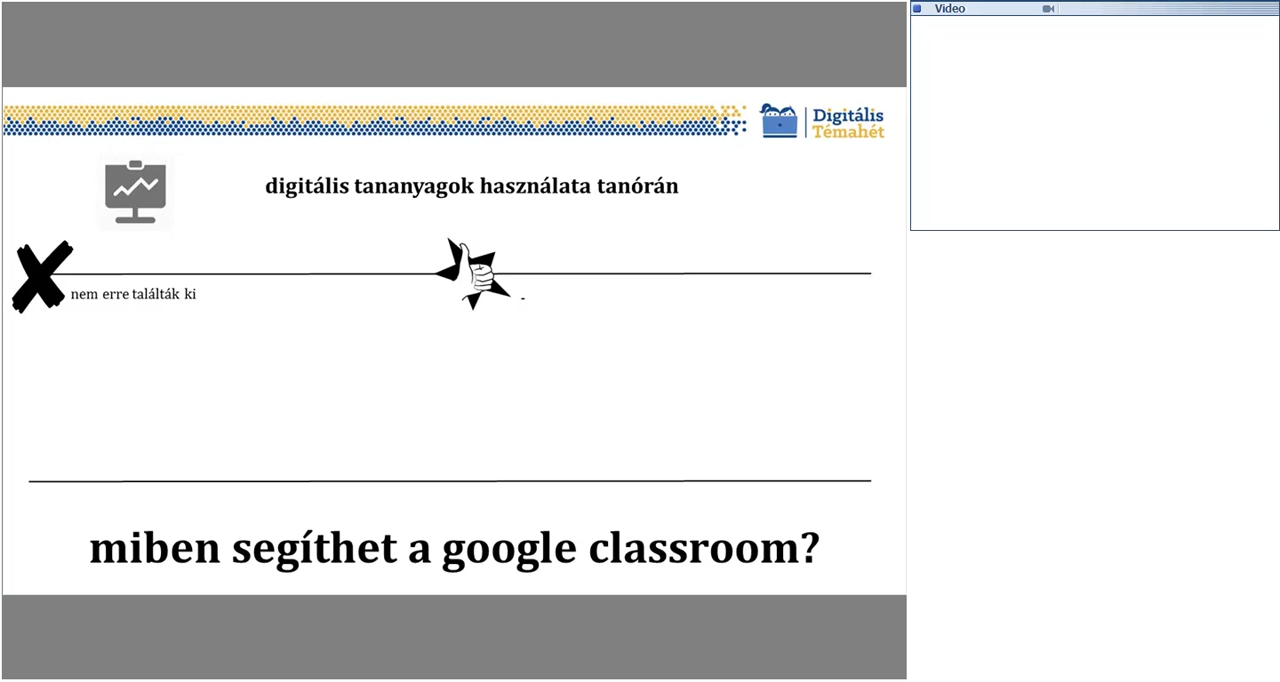 Video
Digitális
Témahét
digitális tananyagok használata tanórán
nem erre találták ki
-
miben segíthet a google classroom?